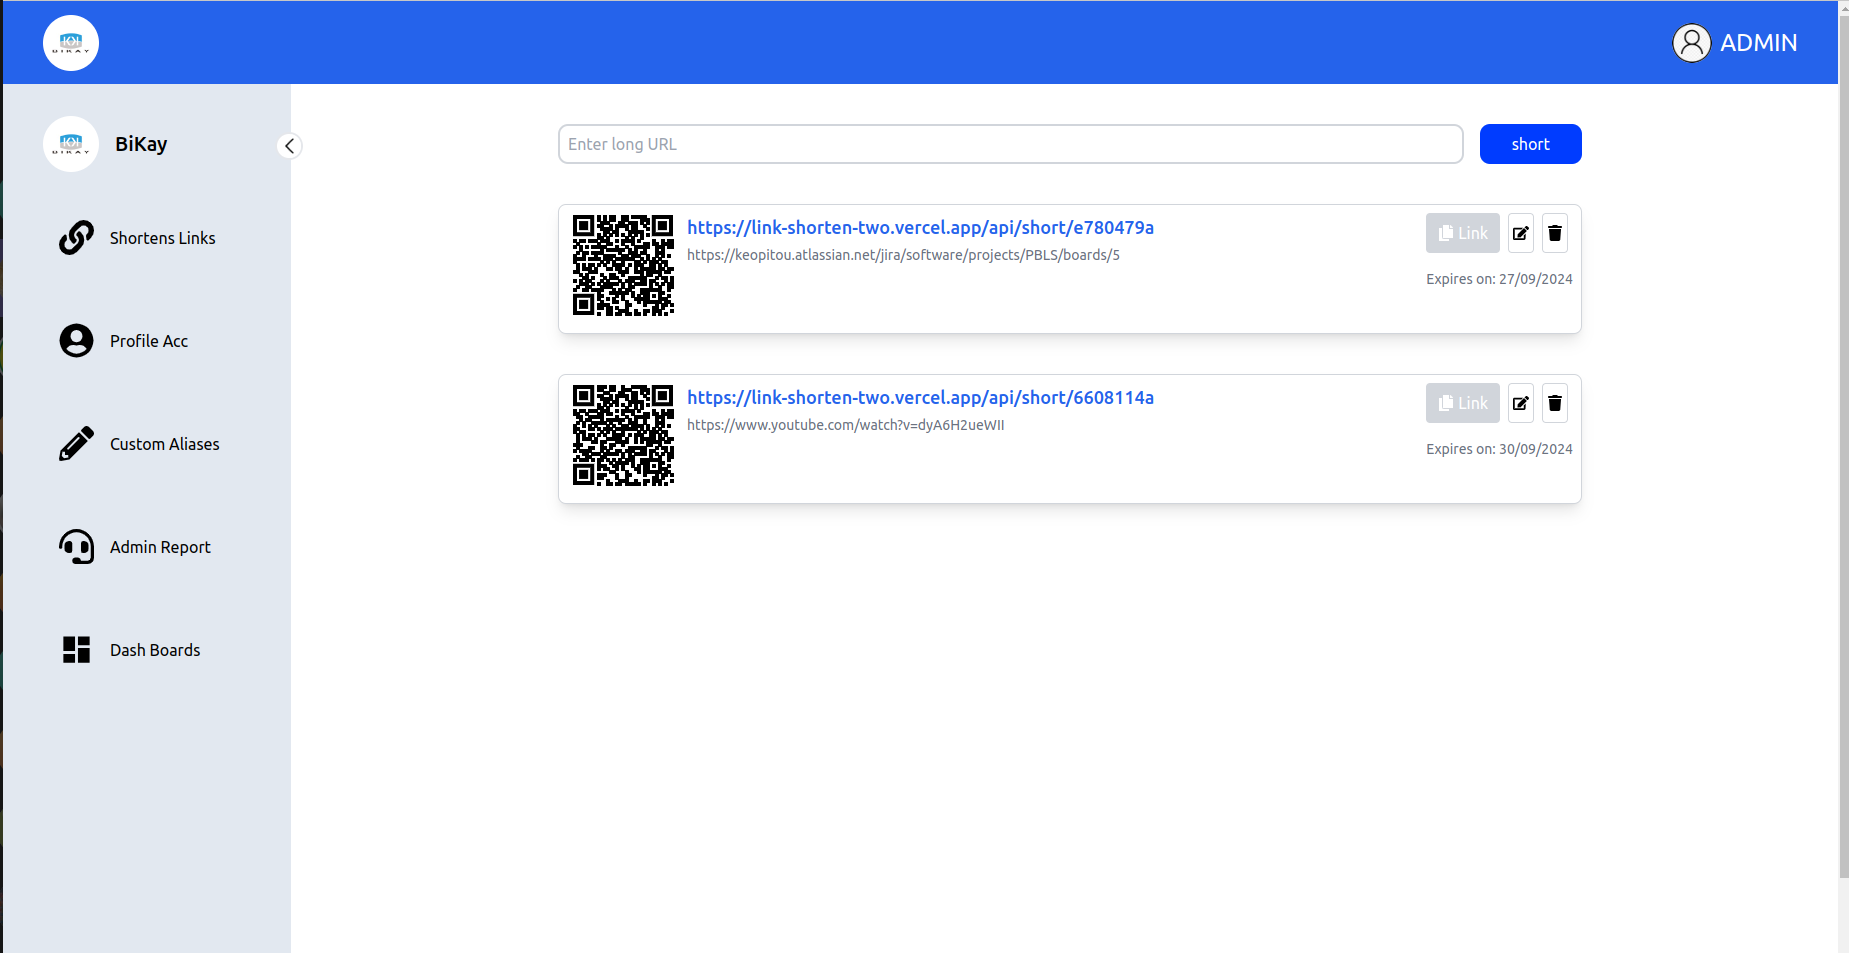 BIKAY
ADMIN
BIKAY
BiKay
Shortens Links
Profile Acc
Custom Aliases
Admin Report
Dash Boards
Enter long URL
short
https://link-shorten-two.vercel.app/api/short/e780479a
https://keopitou.atlassian.net/jira/software/projects/PBLS/boards/5
Link
Expires on: 27/09/2024
https://link-shorten-two.vercel.app/api/short/6608114a
https://www.youtube.com/watch?v=dyA6H2ueWII
Link
Expires on: 30/09/2024